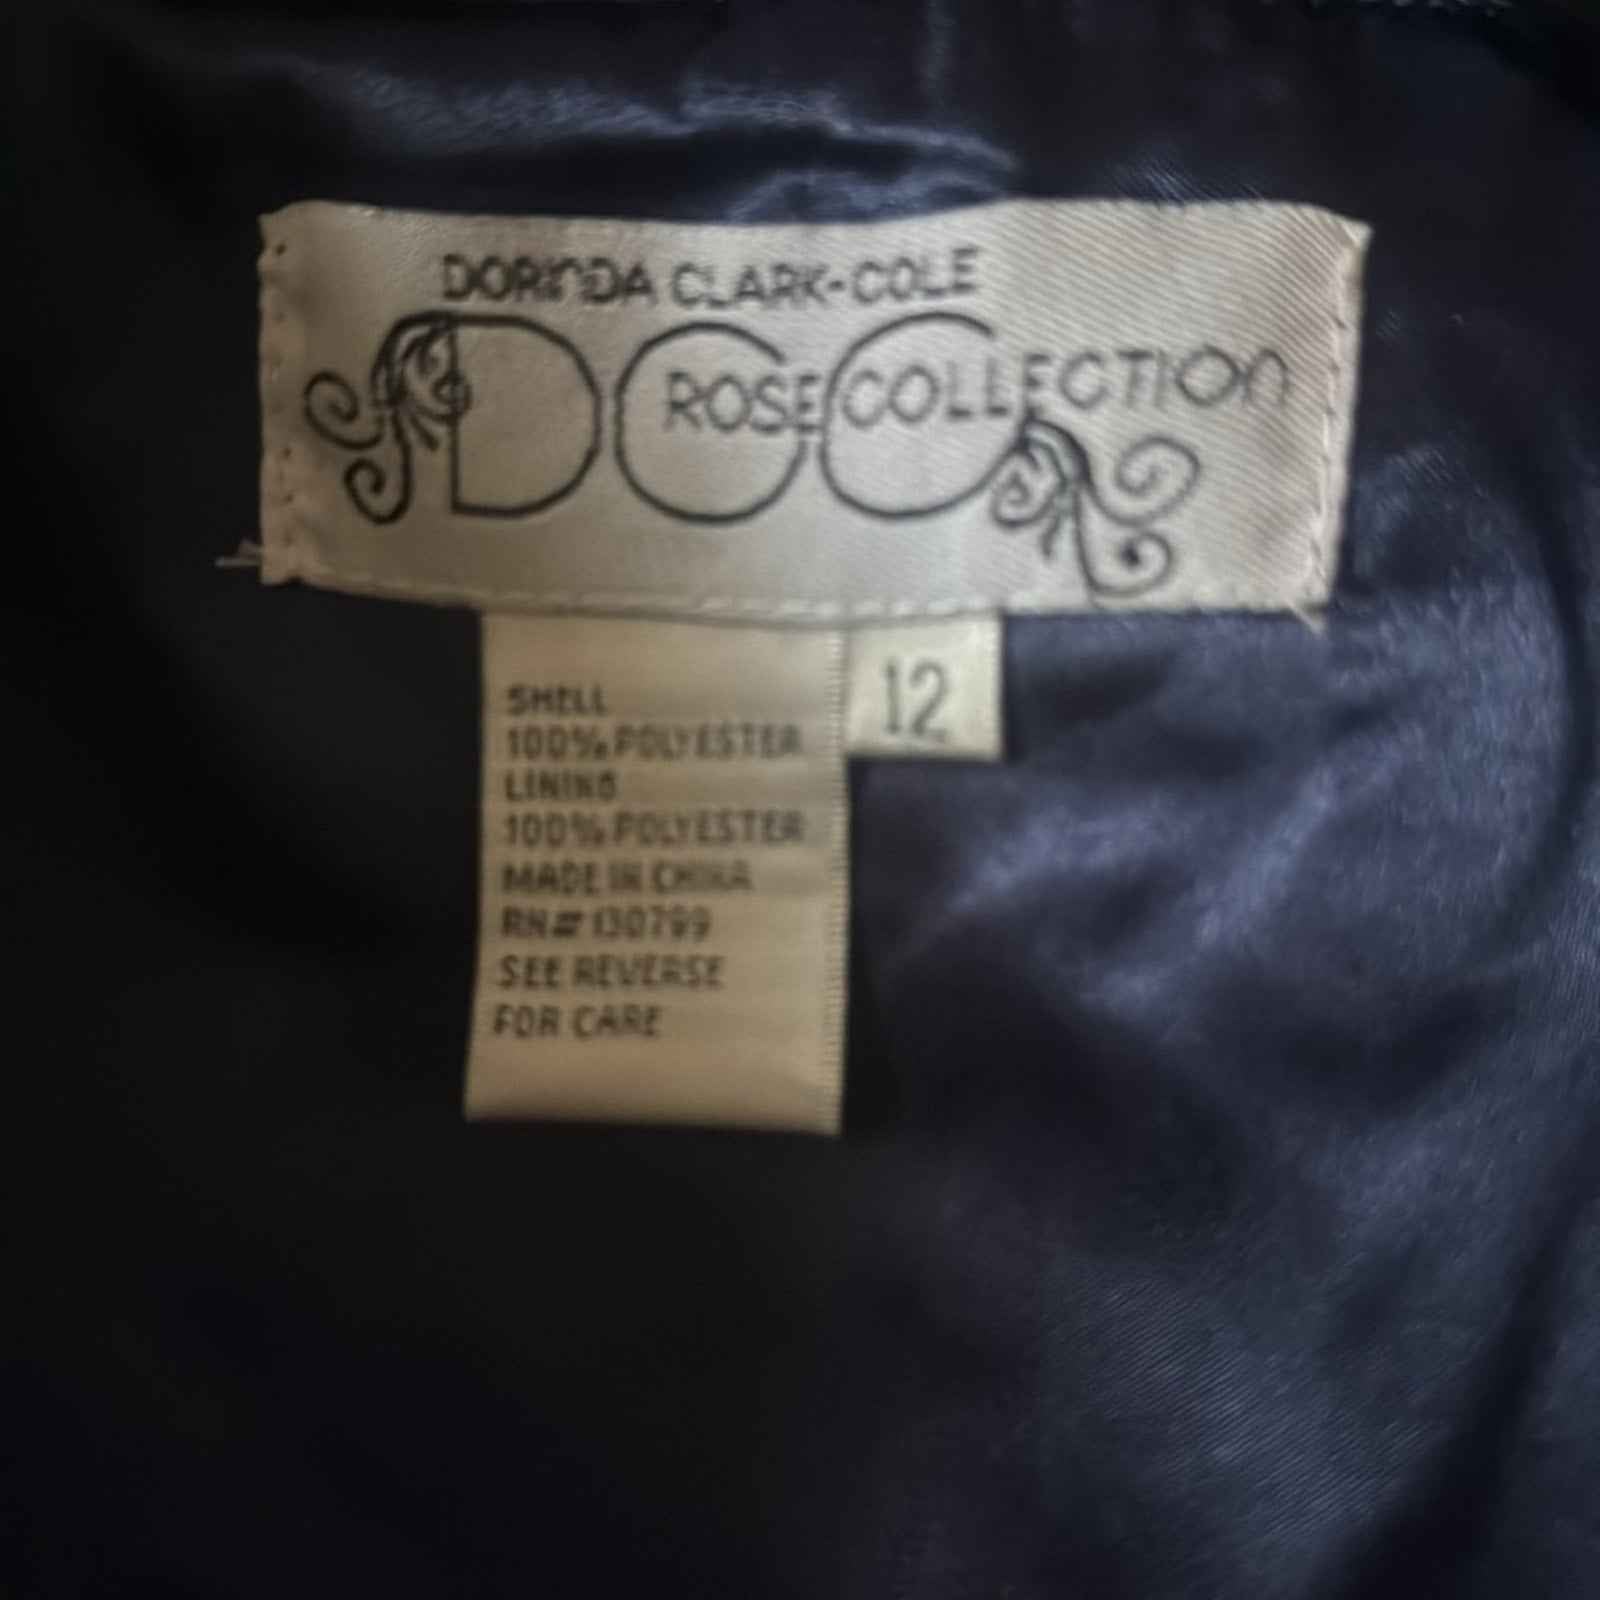 DORINDA CLARK-COLE
DCC
ROSE COLLECTION
12
SHELL
100% POLYESTER
LINING
100% POLYESTER
MADE IN CHINA
RN# 130799
SEE REVERSE
FOR CARE